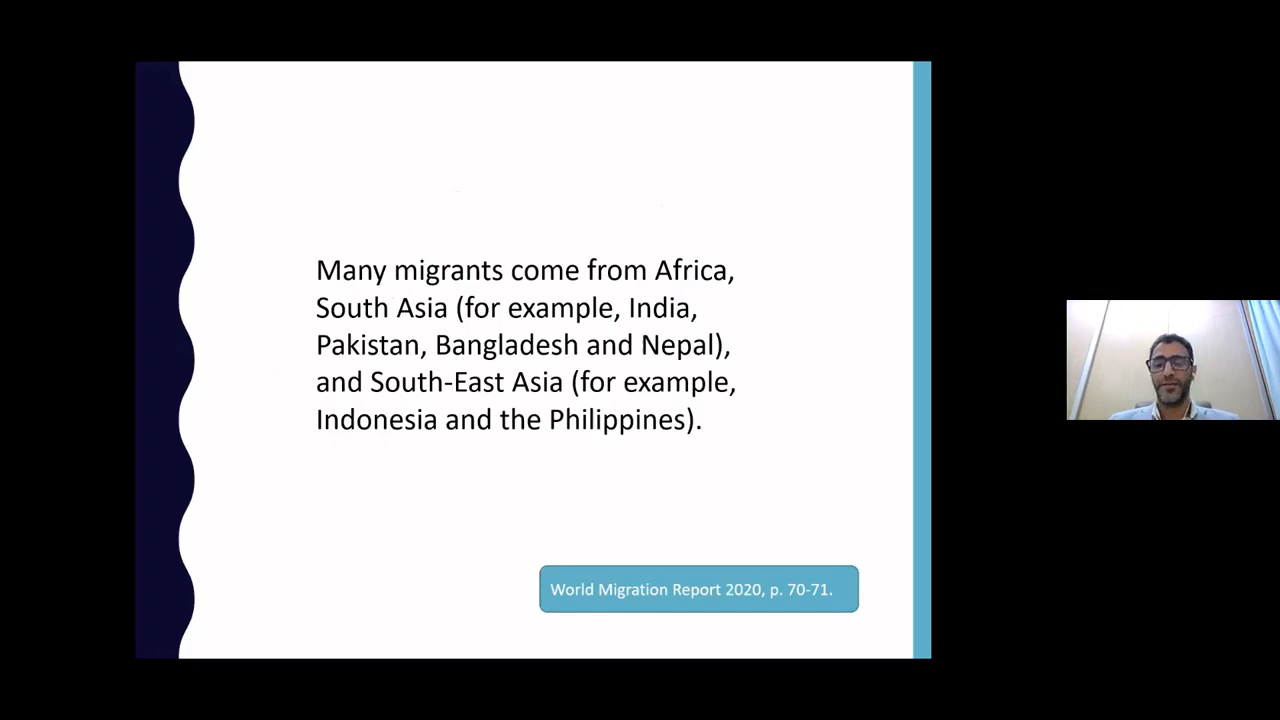 Many migrants come from Africa,
South Asia (for example, India,
Pakistan, Bangladesh and Nepal),
and South-East Asia (for example,
Indonesia and the Philippines).
World Migration Report 2020, p. 70-71.